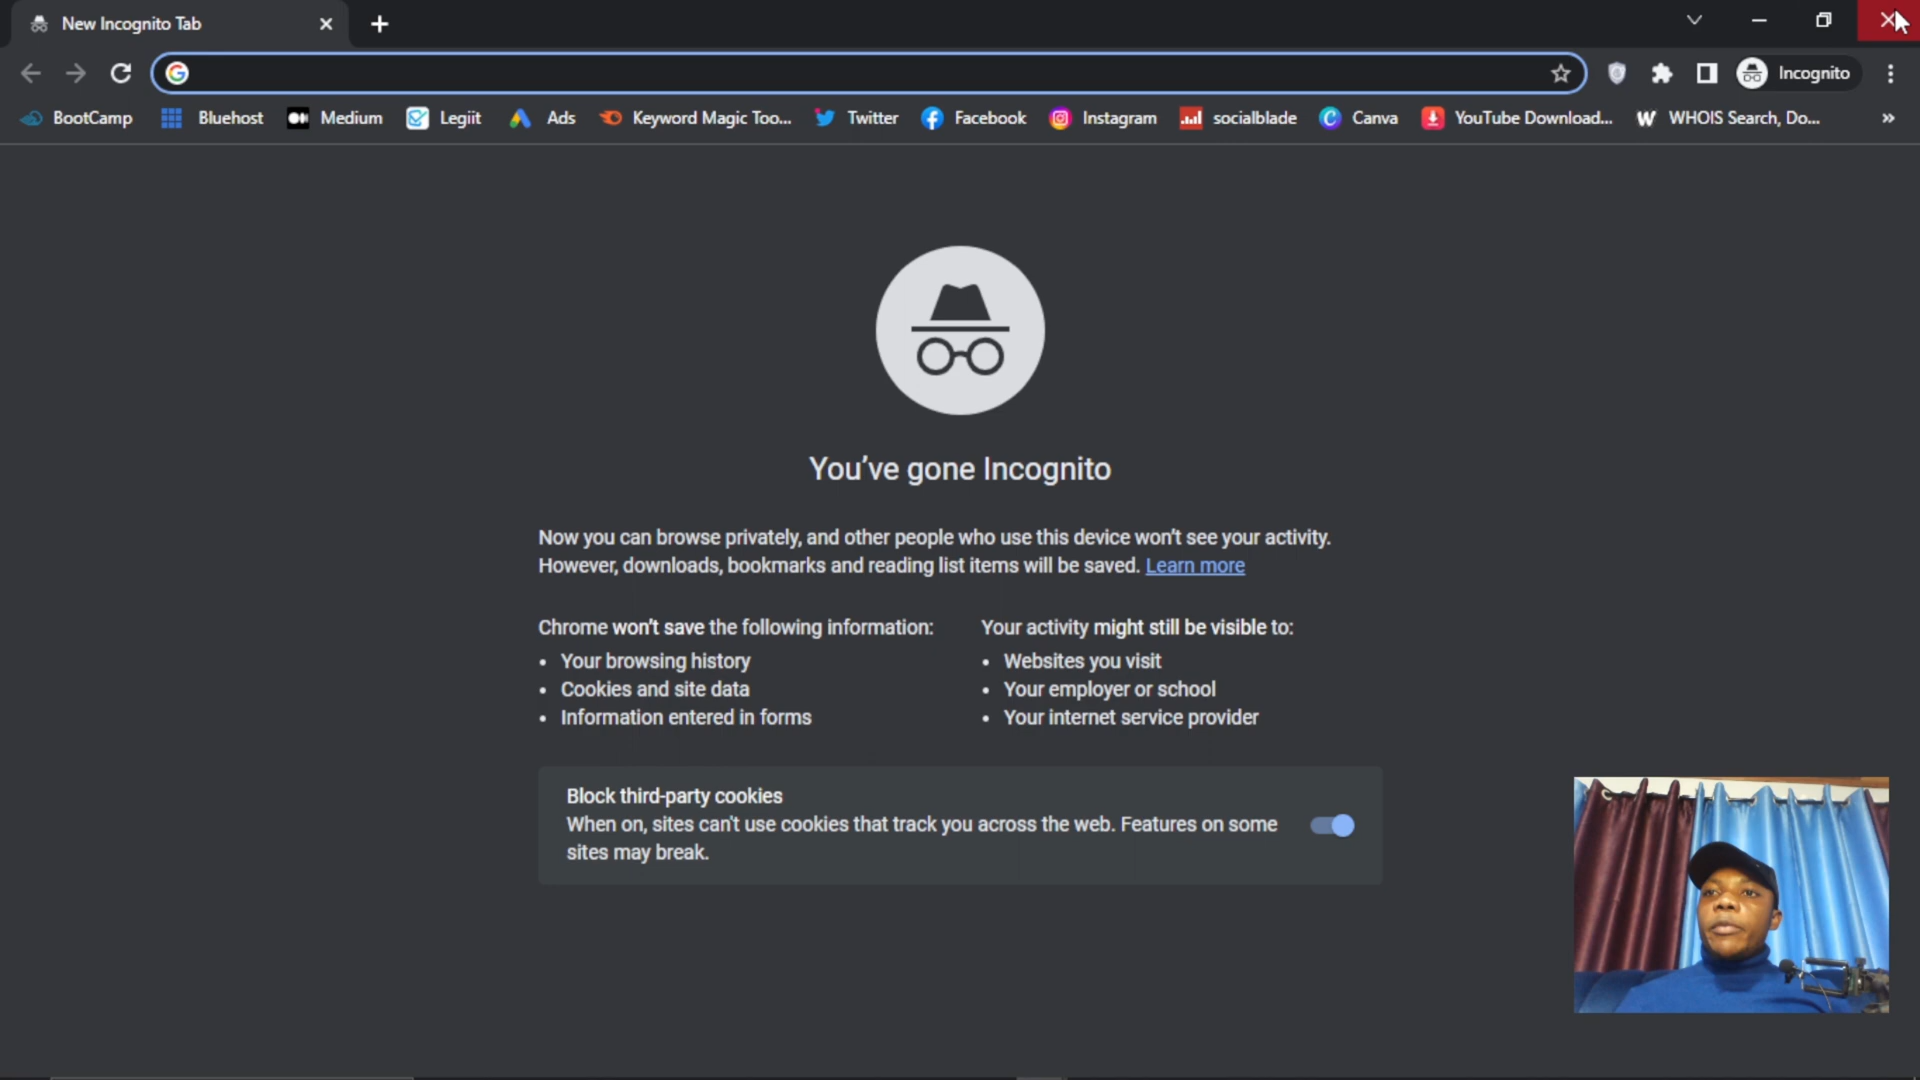 New Incognito Tab
Incognito
BootCamp
Bluehost
Medium
Legiit
Ads
Keyword Magic Too...
Twitter
Facebook
Instagram
socialblade
Canva
YouTube Download...
W WHOIS Search, Do...
»
You've gone Incognito
Now you can browse privately, and other people who use this device won't see your activity.
However, downloads, bookmarks and reading list items will be saved. Learn more
Chrome won't save the following information:
• Your browsing history
• Cookies and site data
• Information entered in forms
Your activity might still be visible to:
• Websites you visit
• Your employer or school
• Your internet service provider
Block third-party cookies
When on, sites can't use cookies that track you across the web. Features on some
sites may break.